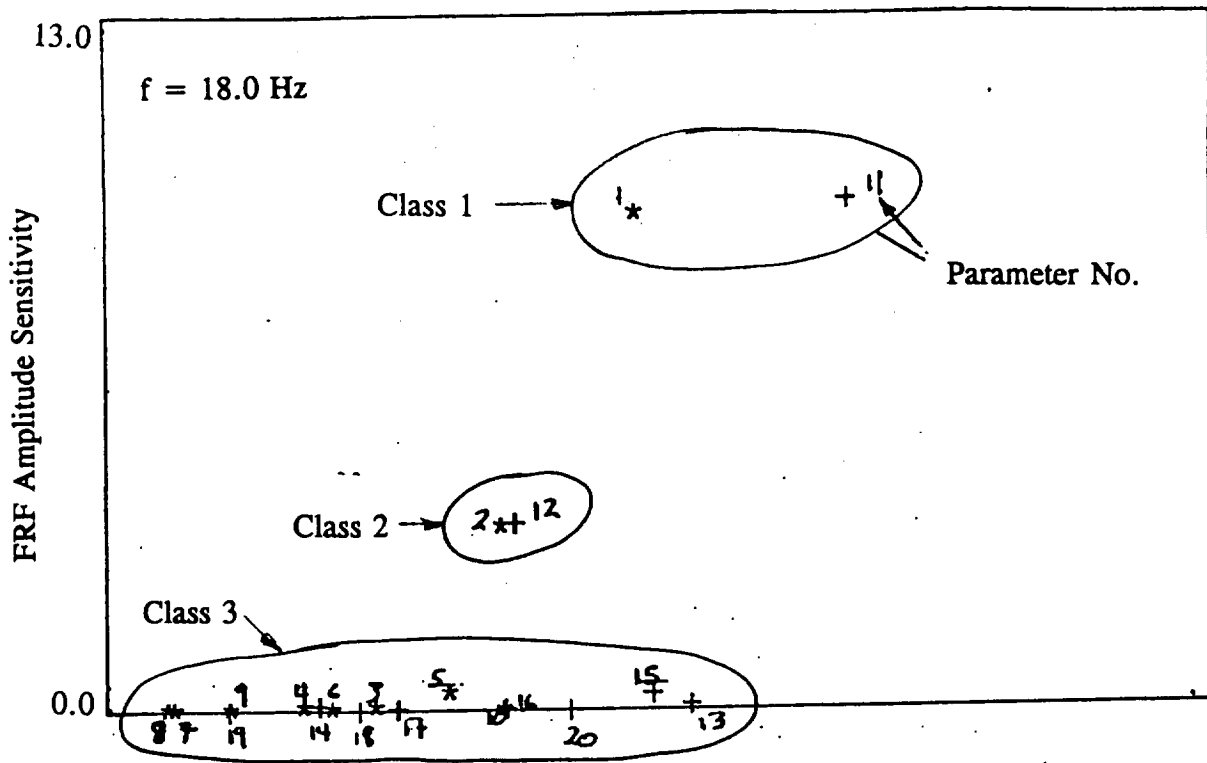 13.0
f = 18.0 Hz
Class 1
1
11
Parameter No.
FRF Amplitude Sensitivity
Class 2
2
12
Class 3
0.0
9 4 6 3 5 16 15
8 7 19 14 18 17 10 20 13